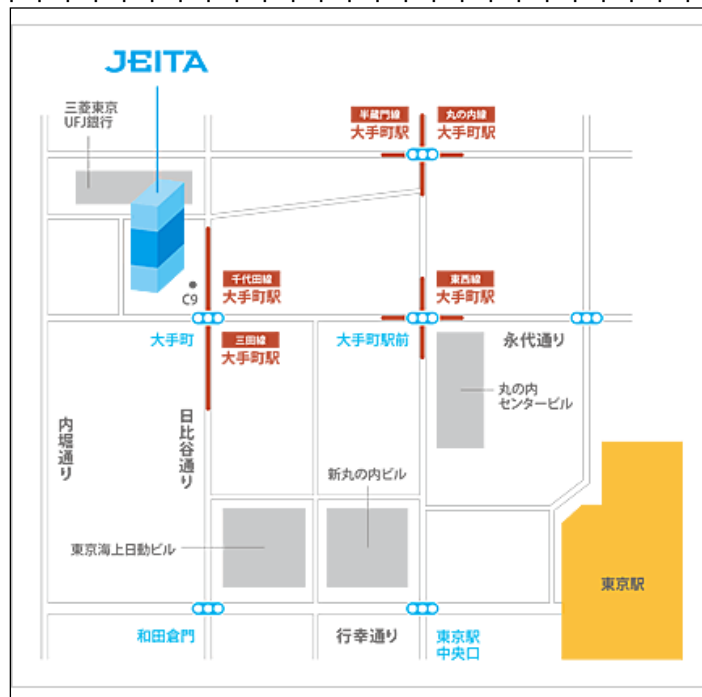 JEITA
三菱東京
UFJ銀行
半蔵門線
大手町駅
丸の内線
大手町駅
C9
千代田線
大手町駅
東西線
大手町駅
大手町
三田線
大手町駅
大手町駅前
永代通り
丸の内
センタービル
内堀通り
日比谷通り
新丸の内ビル
東京海上日動ビル
東京駅
和田倉門
行幸通り
東京駅
中央口